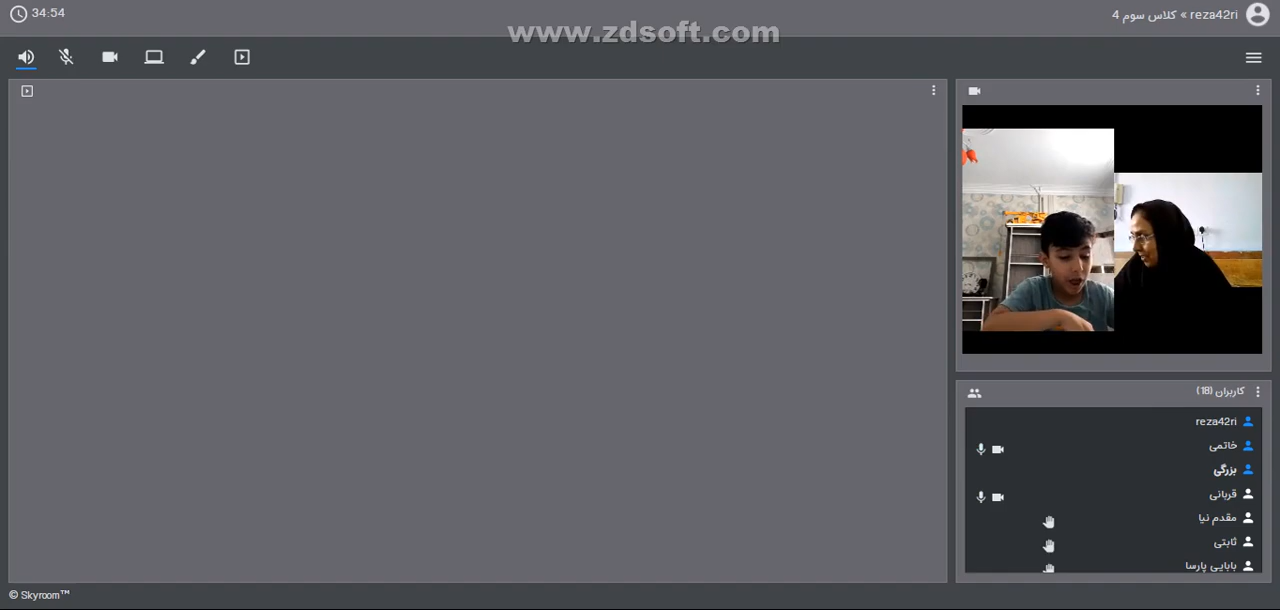 34:54
www.zdsoft.com
reza42ri » کلاس سوم 4
کاربران (18)
reza42ri
خاتمی
بزرگی
قربانی
مقدم نیا
ثابتی
بابایی پارسا
© Skyroom™